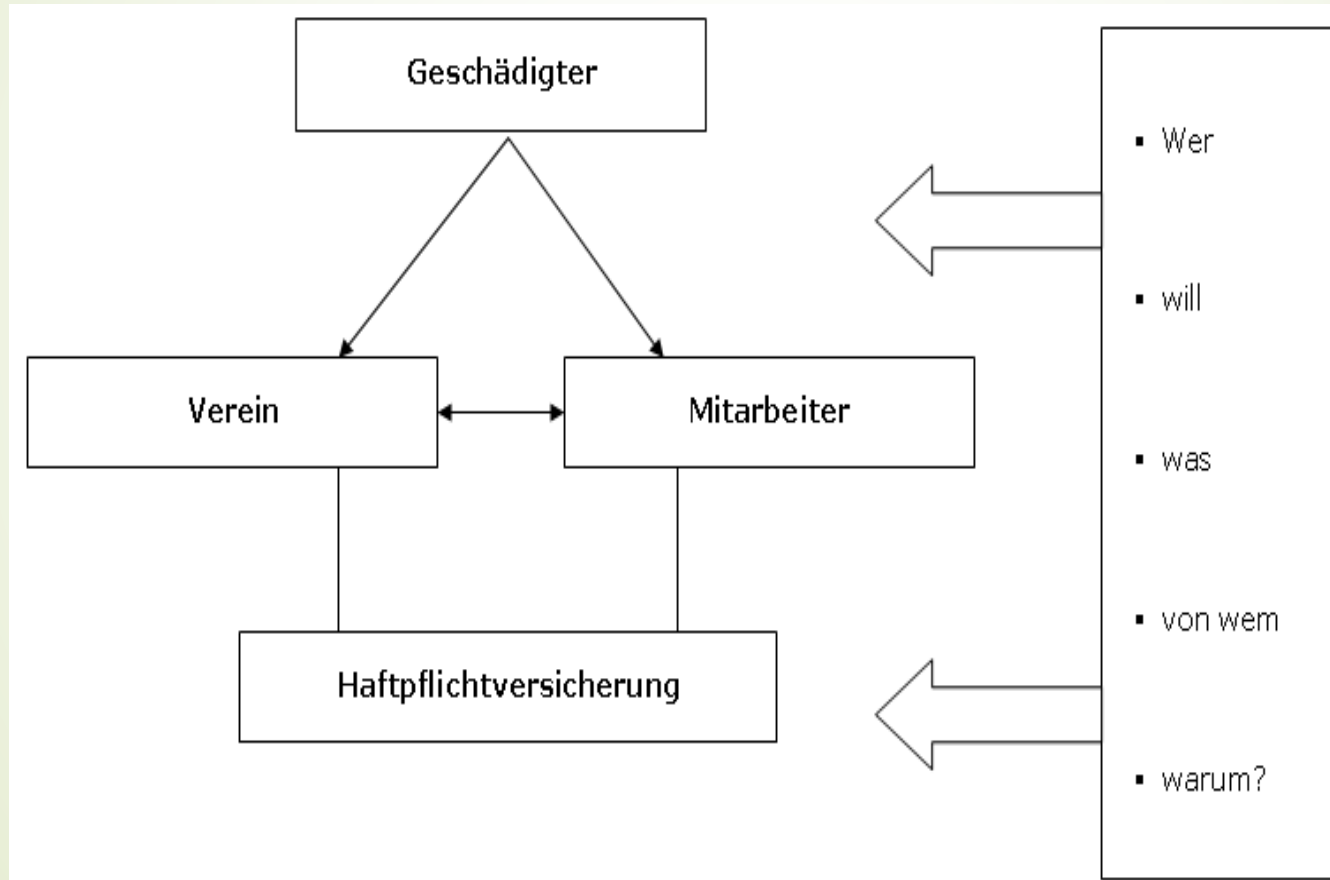 Geschädigter
Verein
Mitarbeiter
Haftpflichtversicherung
▪ Wer
▪ will
▪ was
▪ von wem
▪ warum?